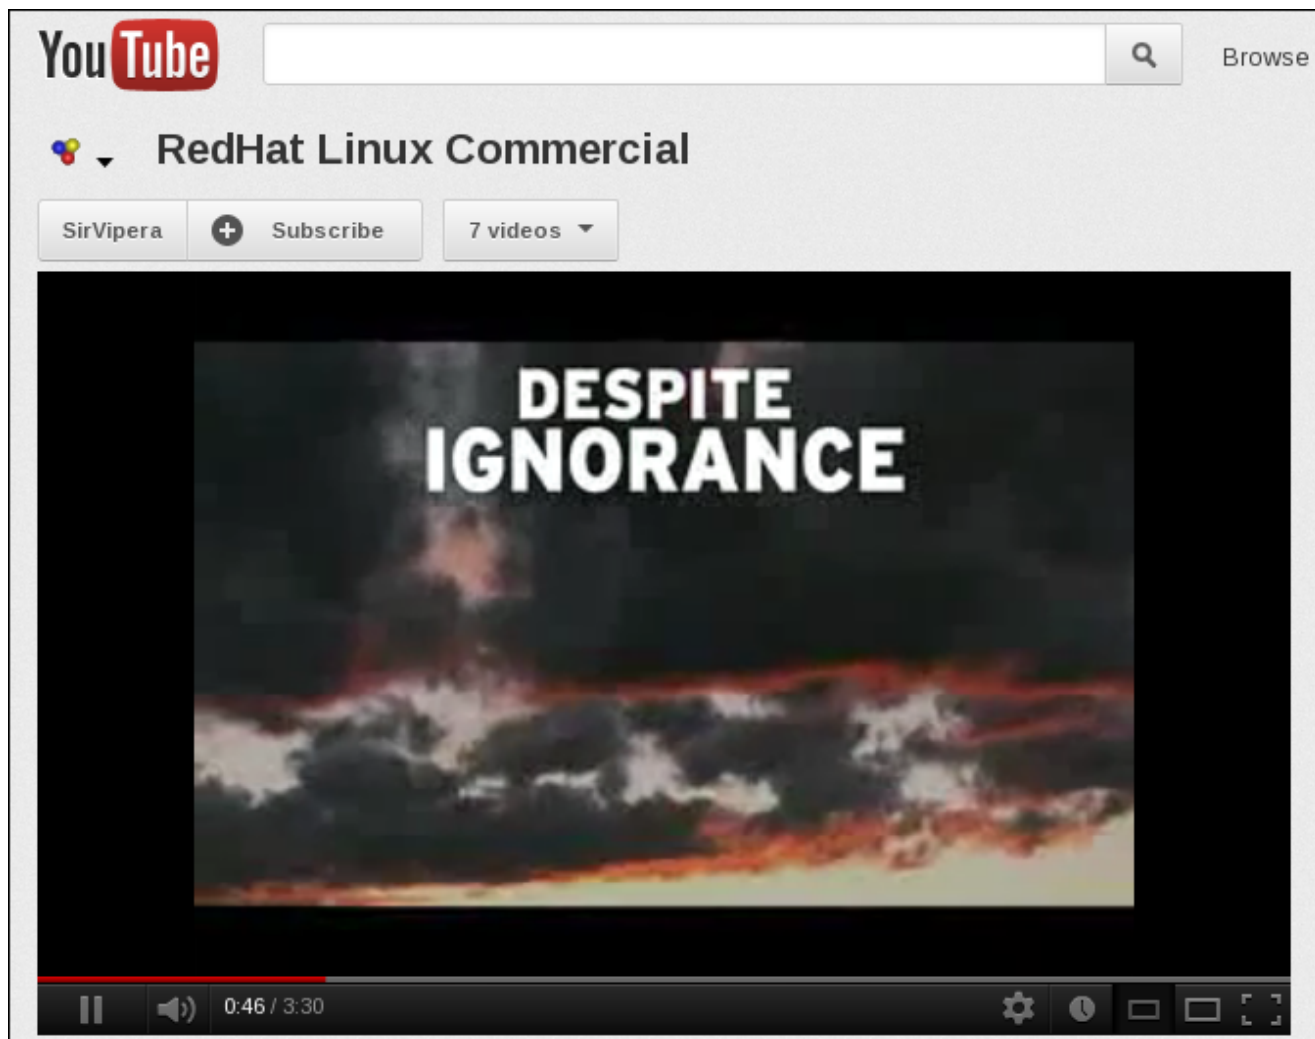 YouTube
Browse
RedHat Linux Commercial
SirVipera
Subscribe
7 videos
DESPITE
IGNORANCE
0:46 / 3:30